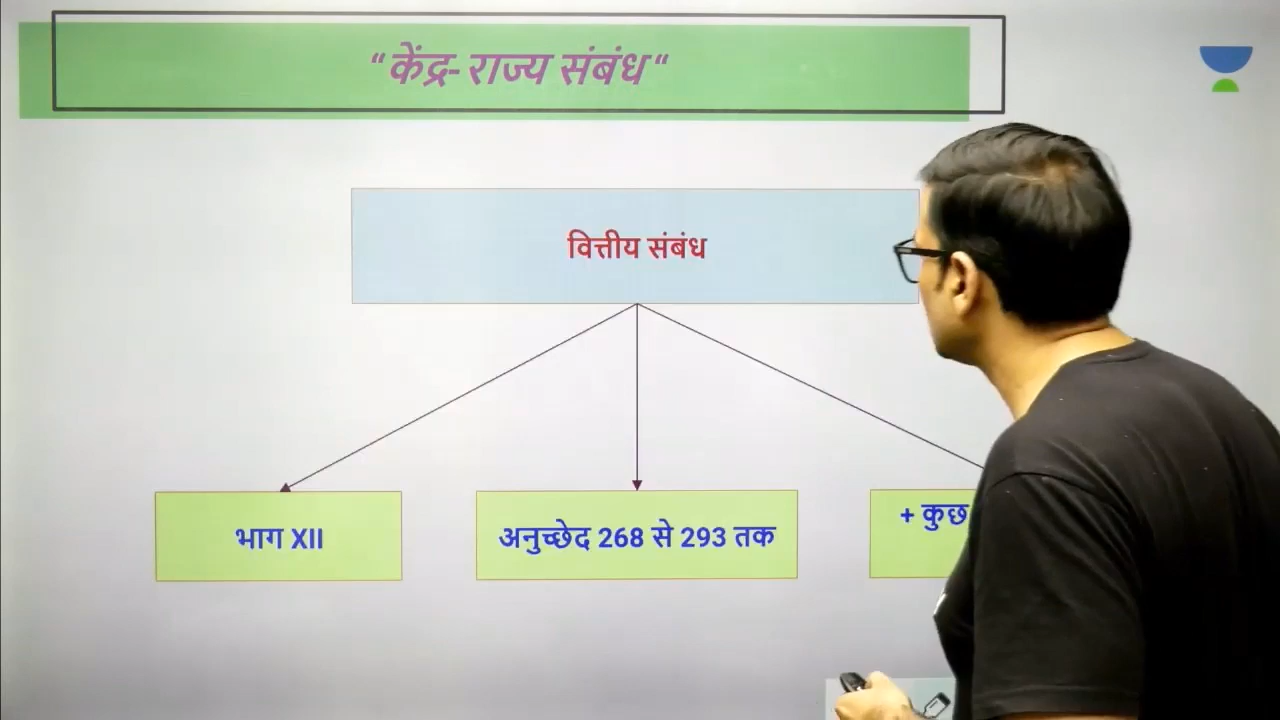 “केंद्र- राज्य संबंध“
वित्तीय संबंध
भाग XII
अनुच्छेद 268 से 293 तक
+ कुछ